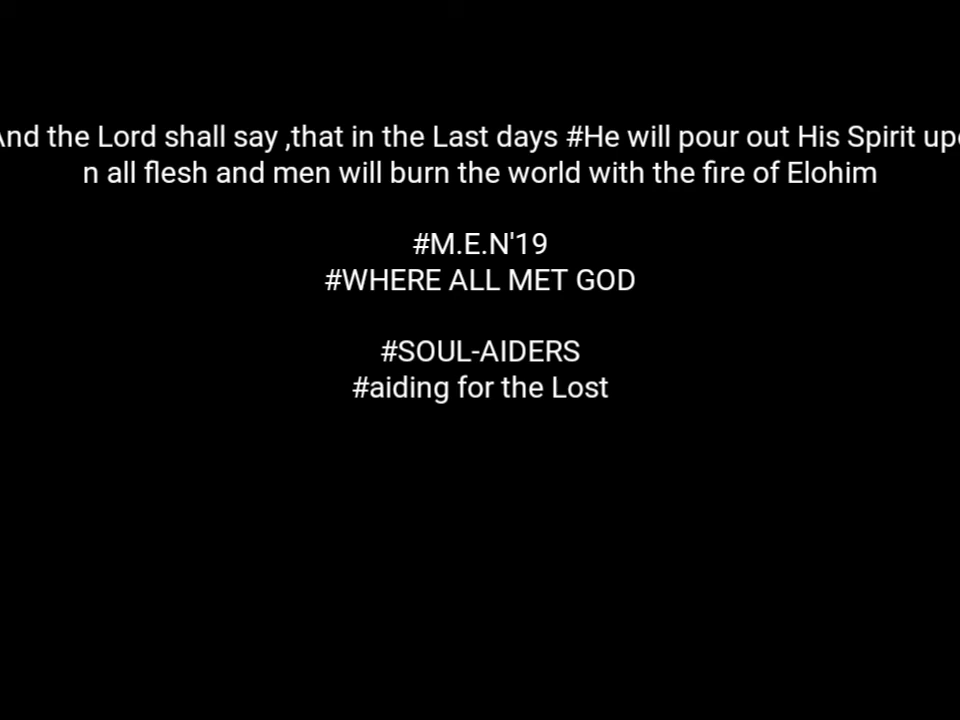 And the Lord shall say ,that in the Last days #He will pour out His Spirit upo
n all flesh and men will burn the world with the fire of Elohim
#M.E.N'19
#WHERE ALL MET GOD
#SOUL-AIDERS
#aiding for the Lost